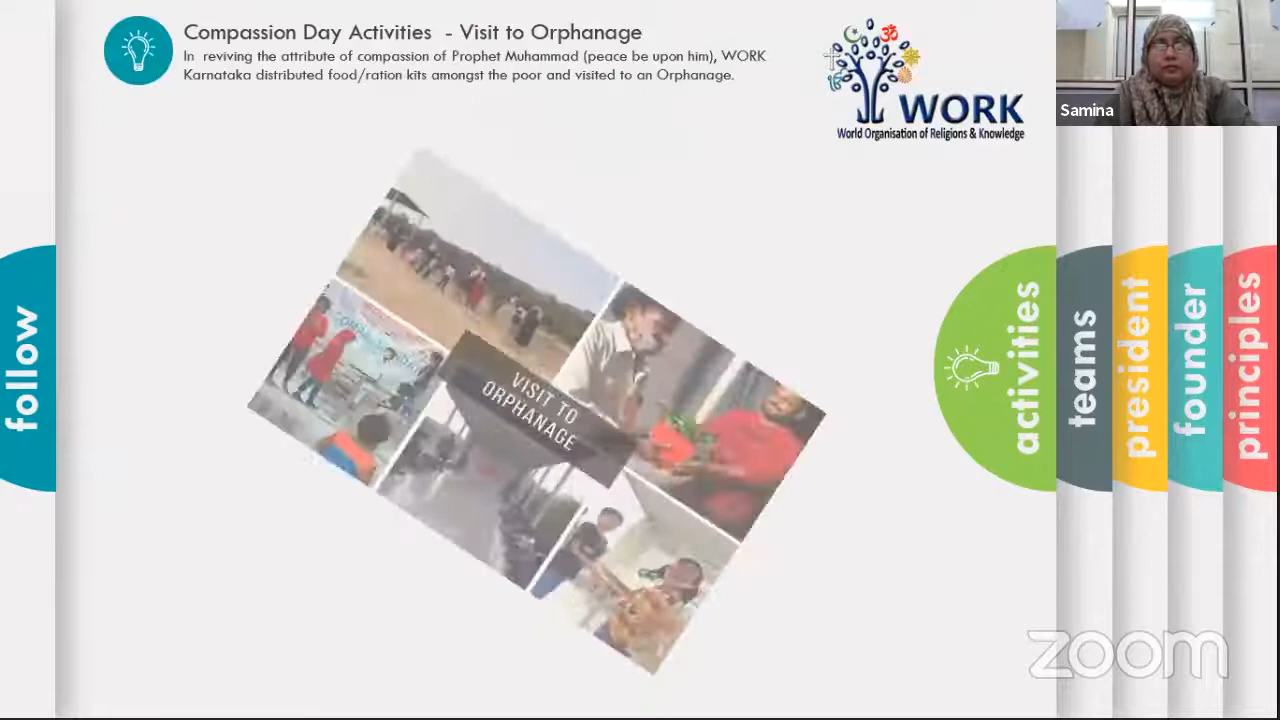 Compassion Day Activities - Visit to Orphanage
In reviving the attribute of compassion of Prophet Muhammad (peace be upon him), WORK
Karnataka distributed food/ration kits amongst the poor and visited to an Orphanage.
WORK
World Organisation of Religions & Knowledge
Samina
follow
VISIT TO
ORPHANAGE
activities
teams
president
founder
principles
zoom